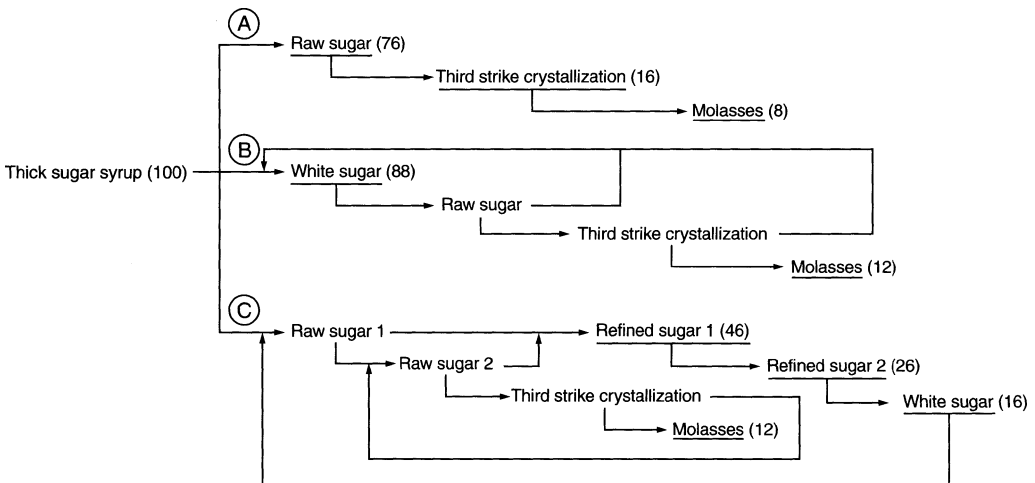 A
Raw sugar (76)
Third strike crystallization (16)
Molasses (8)
B
Thick sugar syrup (100)
White sugar (88)
Raw sugar
Third strike crystallization
Molasses (12)
C
Raw sugar 1
Refined sugar 1 (46)
Raw sugar 2
Refined sugar 2 (26)
Third strike crystallization
White sugar (16)
Molasses (12)